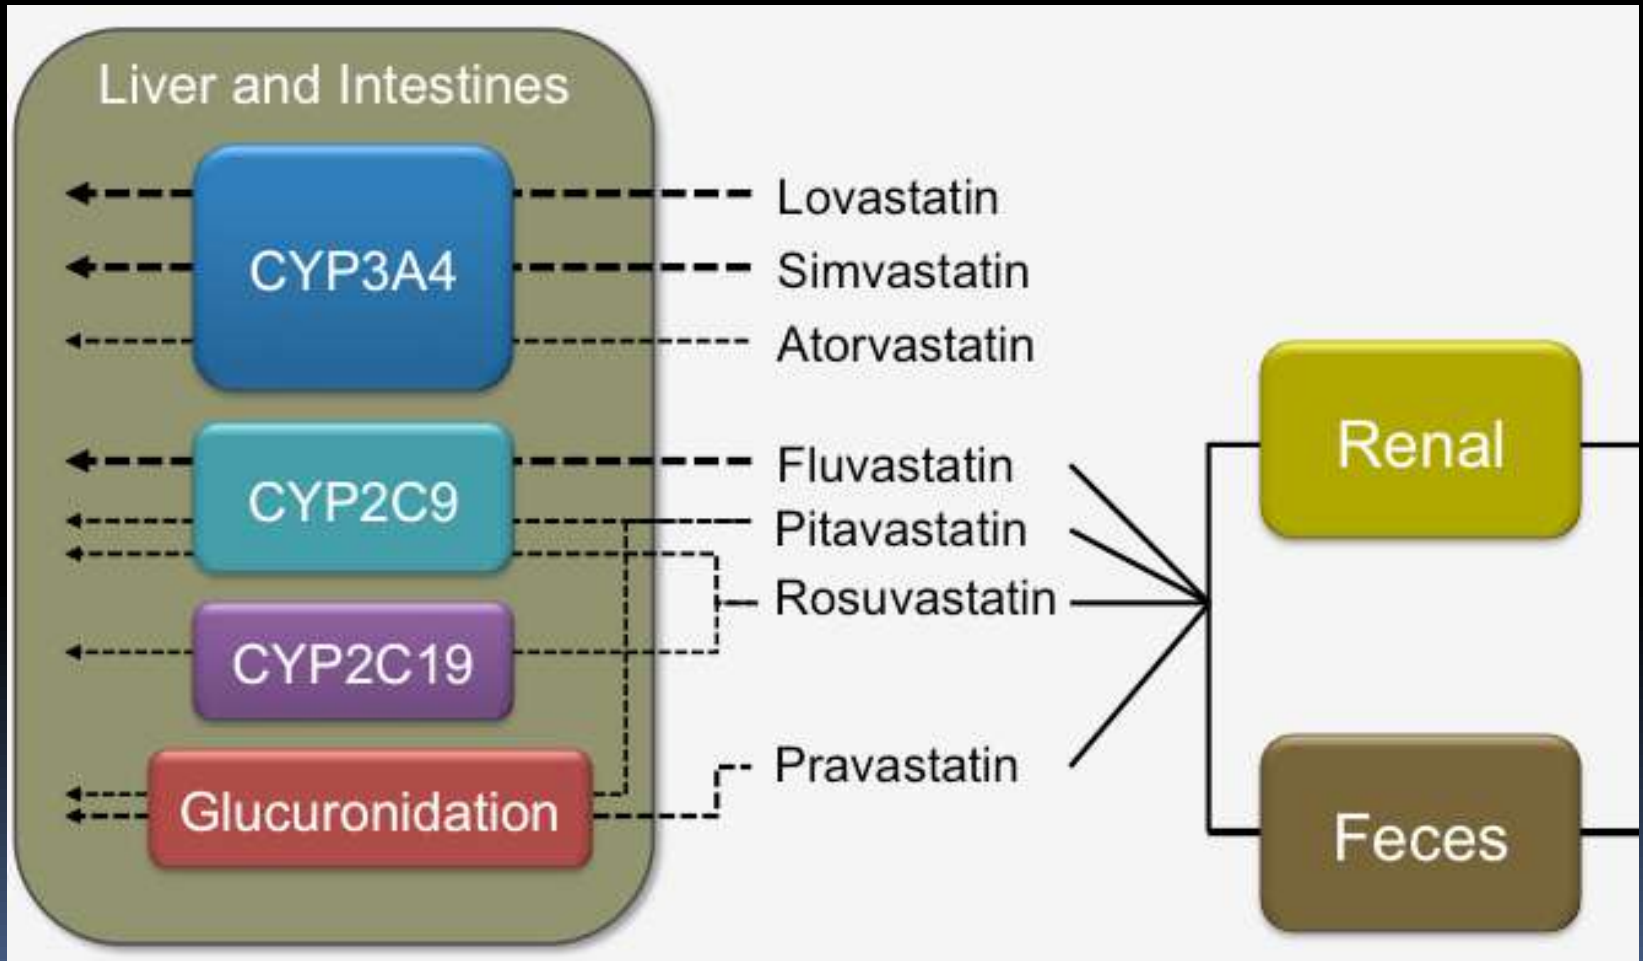 Liver and Intestines
CYP3A4
CYP2C9
CYP2C19
Glucuronidation
Lovastatin
Simvastatin
Atorvastatin
Fluvastatin
Pitavastatin
Rosuvastatin
Pravastatin
Renal
Feces